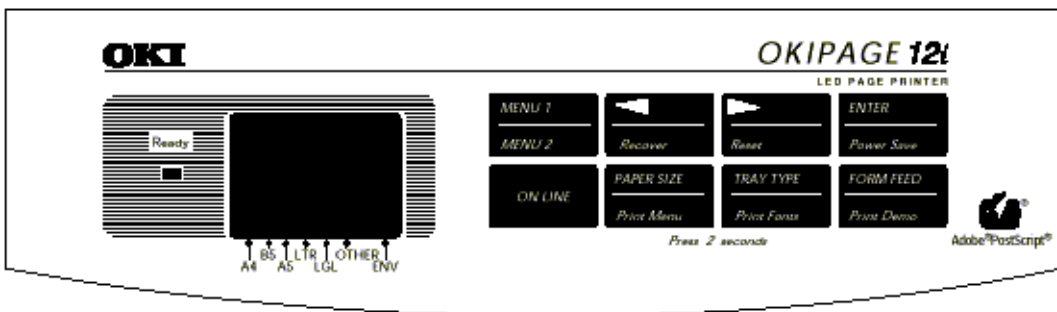 OKI
OKIPAGE 12i
LED PAGE PRINTER
MENU 1
MENU 2
Recover
Reset
ENTER
Power Save
Ready
ON LINE
PAPER SIZE
Print Menu
TRAY TYPE
Print Fonts
FORM FEED
Print Demo
Press 2 seconds
Adobe® PostScript®
A4 B5 A5 LTR LGL OTHER ENV